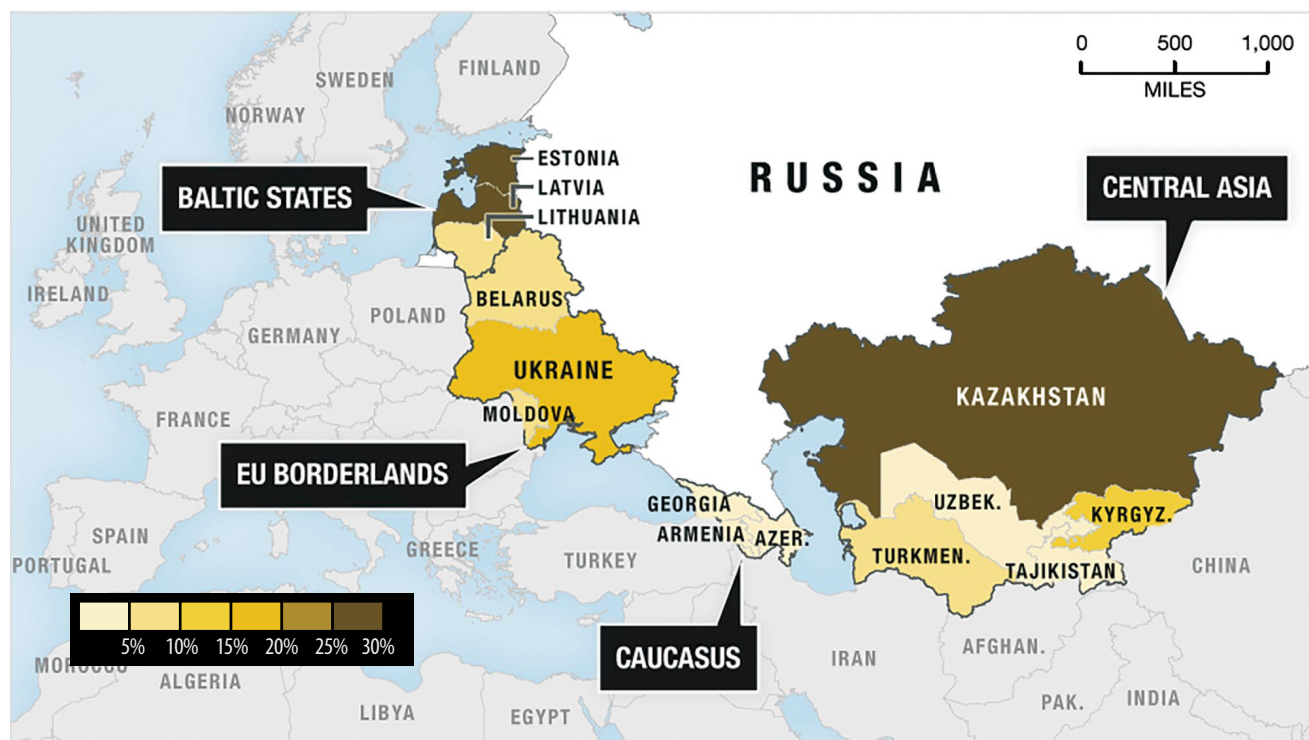 FINLAND
SWEDEN
NORWAY
0 500 1,000
MILES
ESTONIA
LATVIA
LITHUANIA
BALTIC STATES
RUSSIA
CENTRAL ASIA
UNITED
KINGDOM
IRELAND
BELARUS
POLAND
GERMANY
UKRAINE
KAZAKHSTAN
FRANCE
MOLDOVA
EU BORDERLANDS
GEORGIA
UZBEK.
KYRGYZ.
ARMENIA
AZER.
SPAIN
PORTUGAL
GREECE
TURKEY
TURKMEN.
TAJIKISTAN
CHINA
5% 10% 15% 20% 25% 30%
CAUCASUS
IRAN
AFGHAN.
MOROCCO
ALGERIA
LIBYA
EGYPT
PAK.
INDIA